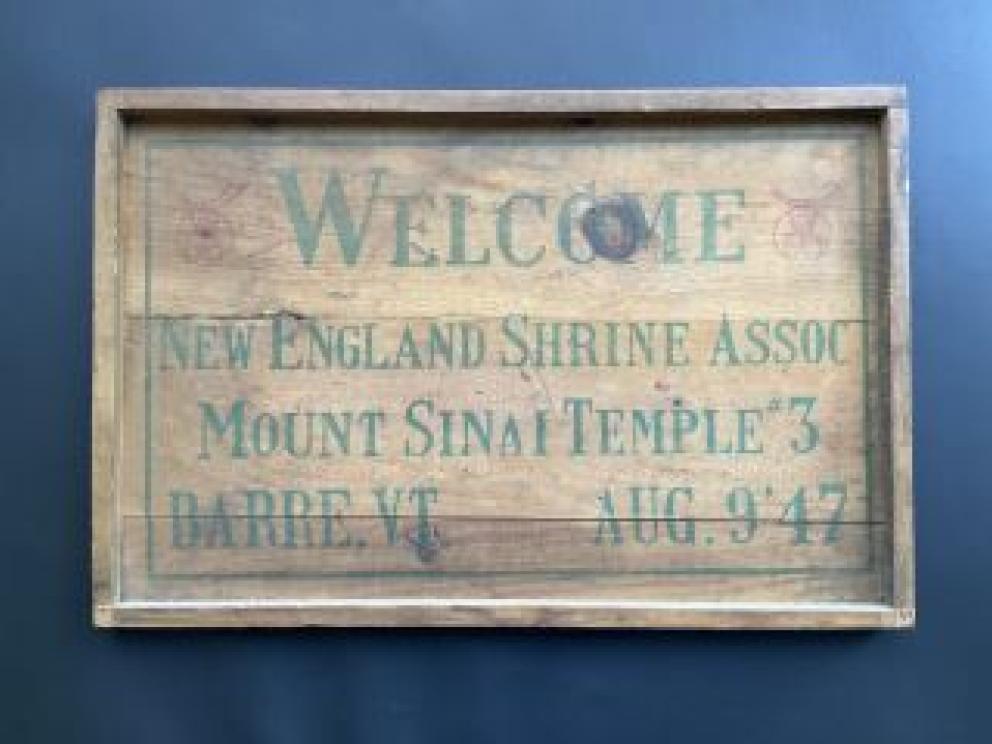 WELCOME
NEW ENGLAND SHRINE ASSOC
MOUNT SINAI TEMPLE #3
BARRE. VT. AUG. 9 '47